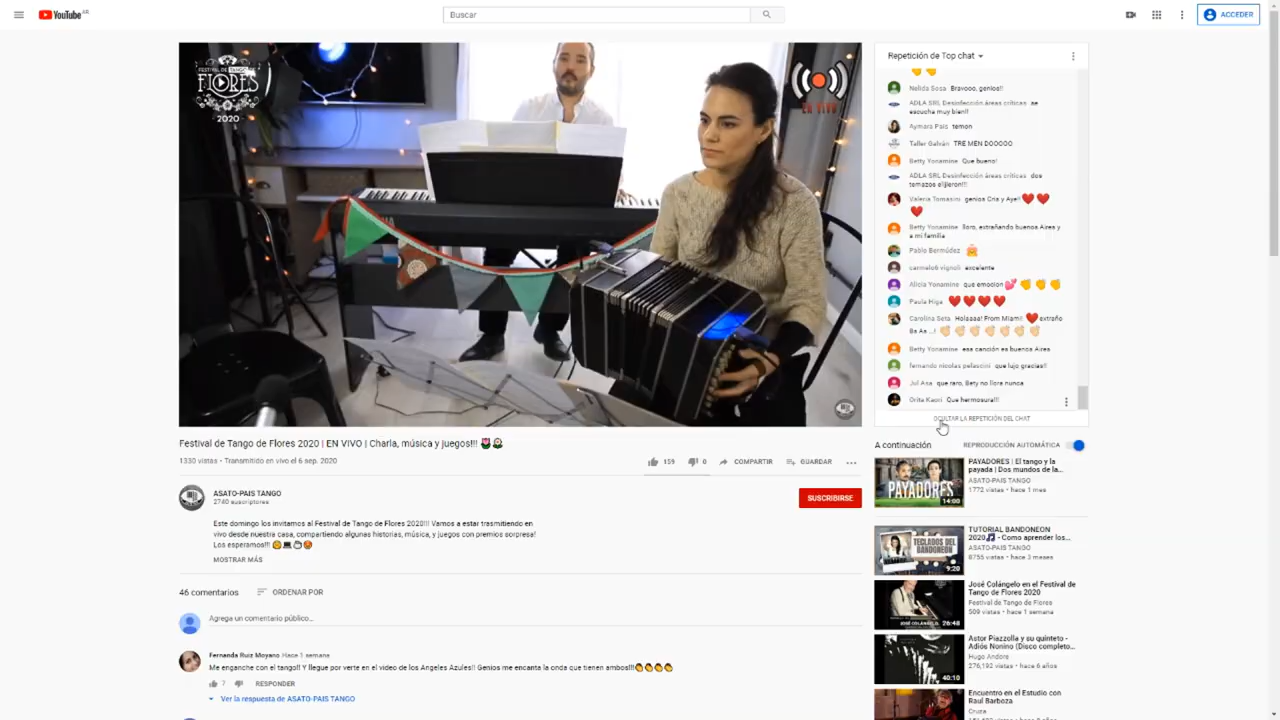 YouTube AR
Buscar
ACCEDER
FESTIVAL DE TANGO
FLORES
2020
EN VIVO
Repetición de Top chat
Nelida Sosa Bravooo, genios!!
ADLA SRL Desinfección áreas críticas se
escucha muy bien!!
Aymara Pais temon
Taller Galván TRE MEN DOOOOO
Betty Yonamine Que bueno!
ADLA SRL Desinfección áreas críticas dos
temazos elijieron!!!
Valeria Tomasini genios Cris y Aye!! ❤️ ❤️
❤️
Betty Yonamine lloro, extrañando buenos Aires y
a mi familia
Pablo Bermúdez 🤗
carmelo6 vignoli excelente
Alicia Yonamine que emocion 💕 👏 👏 👏
Paula Higa ❤️ ❤️ ❤️ ❤️
Carolina Seta Holaaaa! From Miami! ❤️ extraño
Bs As ...! 👏🏻 👏🏻 👏🏻 👏🏻 👏🏻 👏🏻 👏🏻
Betty Yonamine esa canción es buenos Aires
fernando nicolas pelascini que lujo gracias!!
Jul Asa que raro, Bety no llora nunca
Orita Kaori Que hermosura!!!
OCULTAR LA REPETICIÓN DEL CHAT
Festival de Tango de Flores 2020 | EN VIVO | Charla, música y juegos!!! 🌷💮
1330 vistas • Transmitido en vivo el 6 sep. 2020
159
0
COMPARTIR
GUARDAR
ASATO-PAIS TANGO
2740 suscriptores
SUSCRIBIRSE
Este domingo los invitamos al Festival de Tango de Flores 2020!!! Vamos a estar trasmitiendo en
vivo desde nuestra casa, compartiendo algunas historias, música, y juegos con premios sorpresa!
Los esperamos!!!
MOSTRAR MÁS
46 comentarios
ORDENAR POR
Agrega un comentario público...
Fernanda Ruiz Moyano Hace 1 semana
Me enganche con el tango!! Y llegue por verte en el video de los Angeles Azules!! Genios me encanta la onda que tienen ambos!!!👏👏👏👏
7
RESPONDER
Ver la respuesta de ASATO-PAIS TANGO
A continuación
REPRODUCCIÓN AUTOMÁTICA
PAYADORES
14:00
PAYADORES | El tango y la
payada | Dos mundos de la...
ASATO-PAIS TANGO
1772 vistas • hace 1 mes
TECLADOS DEL
BANDONEON
9:20
TUTORIAL BANDONEON
2020🎵 - Como aprender los...
ASATO-PAIS TANGO
8756 vistas • hace 3 meses
JOSÉ COLÁNGELO
26:48
José Colángelo en el Festival de
Tango de Flores 2020
Festival de Tango de Flores
509 vistas • hace 1 semana
40:10
Astor Piazzolla y su quinteto -
Adiós Nonino (Disco completo...
Hugo Andore
276,192 vistas • hace 6 años
Encuentro en el Estudio con
Raul Barboza
Cruza